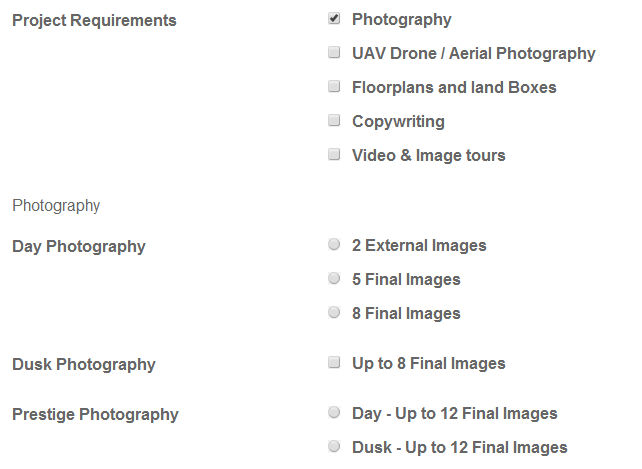 Project Requirements
Photography
UAV Drone / Aerial Photography
Floorplans and land Boxes
Copywriting
Video & Image tours
Photography
Day Photography
2 External Images
5 Final Images
8 Final Images
Dusk Photography
Up to 8 Final Images
Prestige Photography
Day - Up to 12 Final Images
Dusk - Up to 12 Final Images